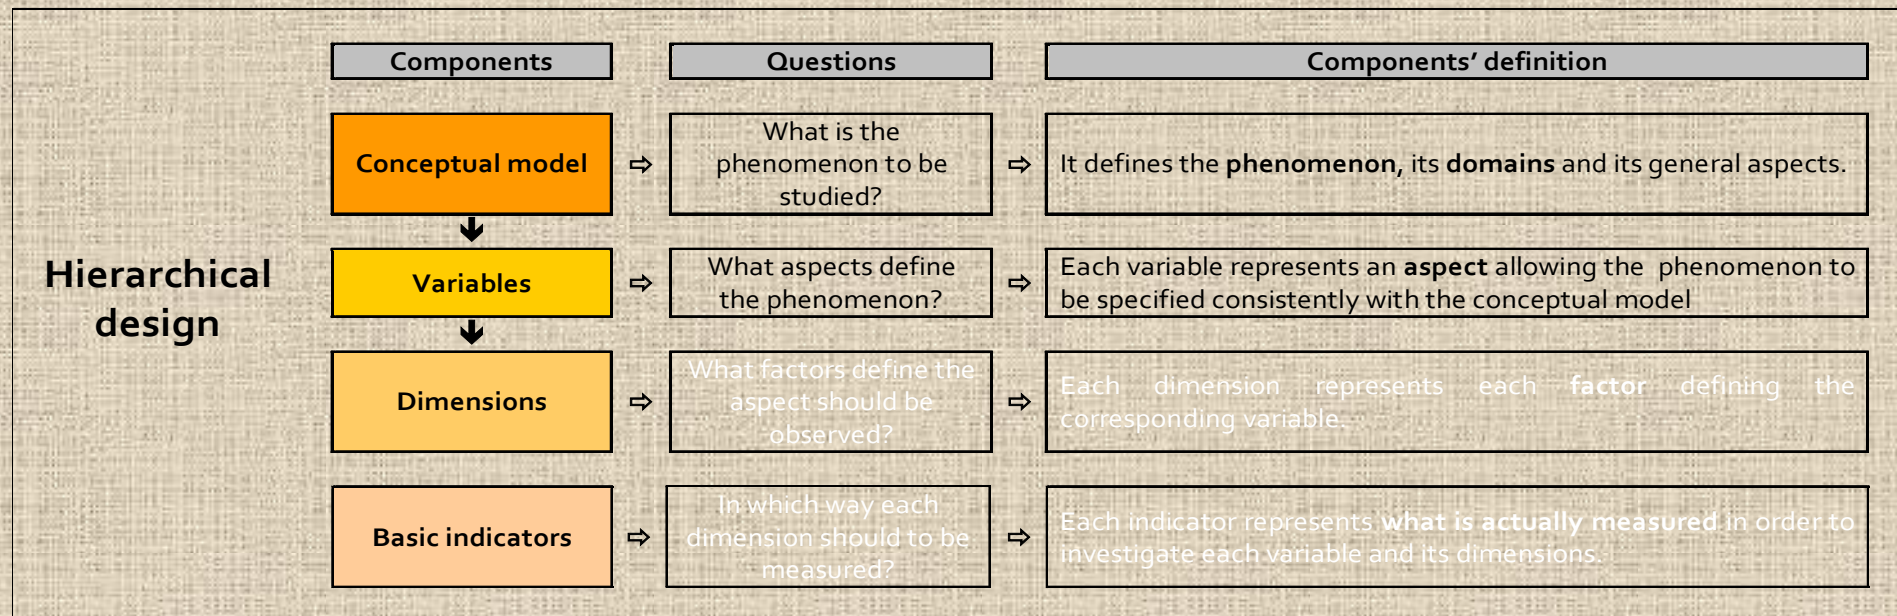 Components
Questions
Components' definition
Hierarchical
design
Conceptual model
What is the
phenomenon to be
studied?
It defines the phenomenon, its domains and its general aspects.
Variables
What aspects define
the phenomenon?
Each variable represents an aspect allowing the phenomenon to
be specified consistently with the conceptual model
Dimensions
What factors define the
aspect should be
observed?
Each dimension represents each factor defining the
corresponding variable.
Basic indicators
In which way each
dimension should to be
measured?
Each indicator represents what is actually measured in order to
investigate each variable and its dimensions.